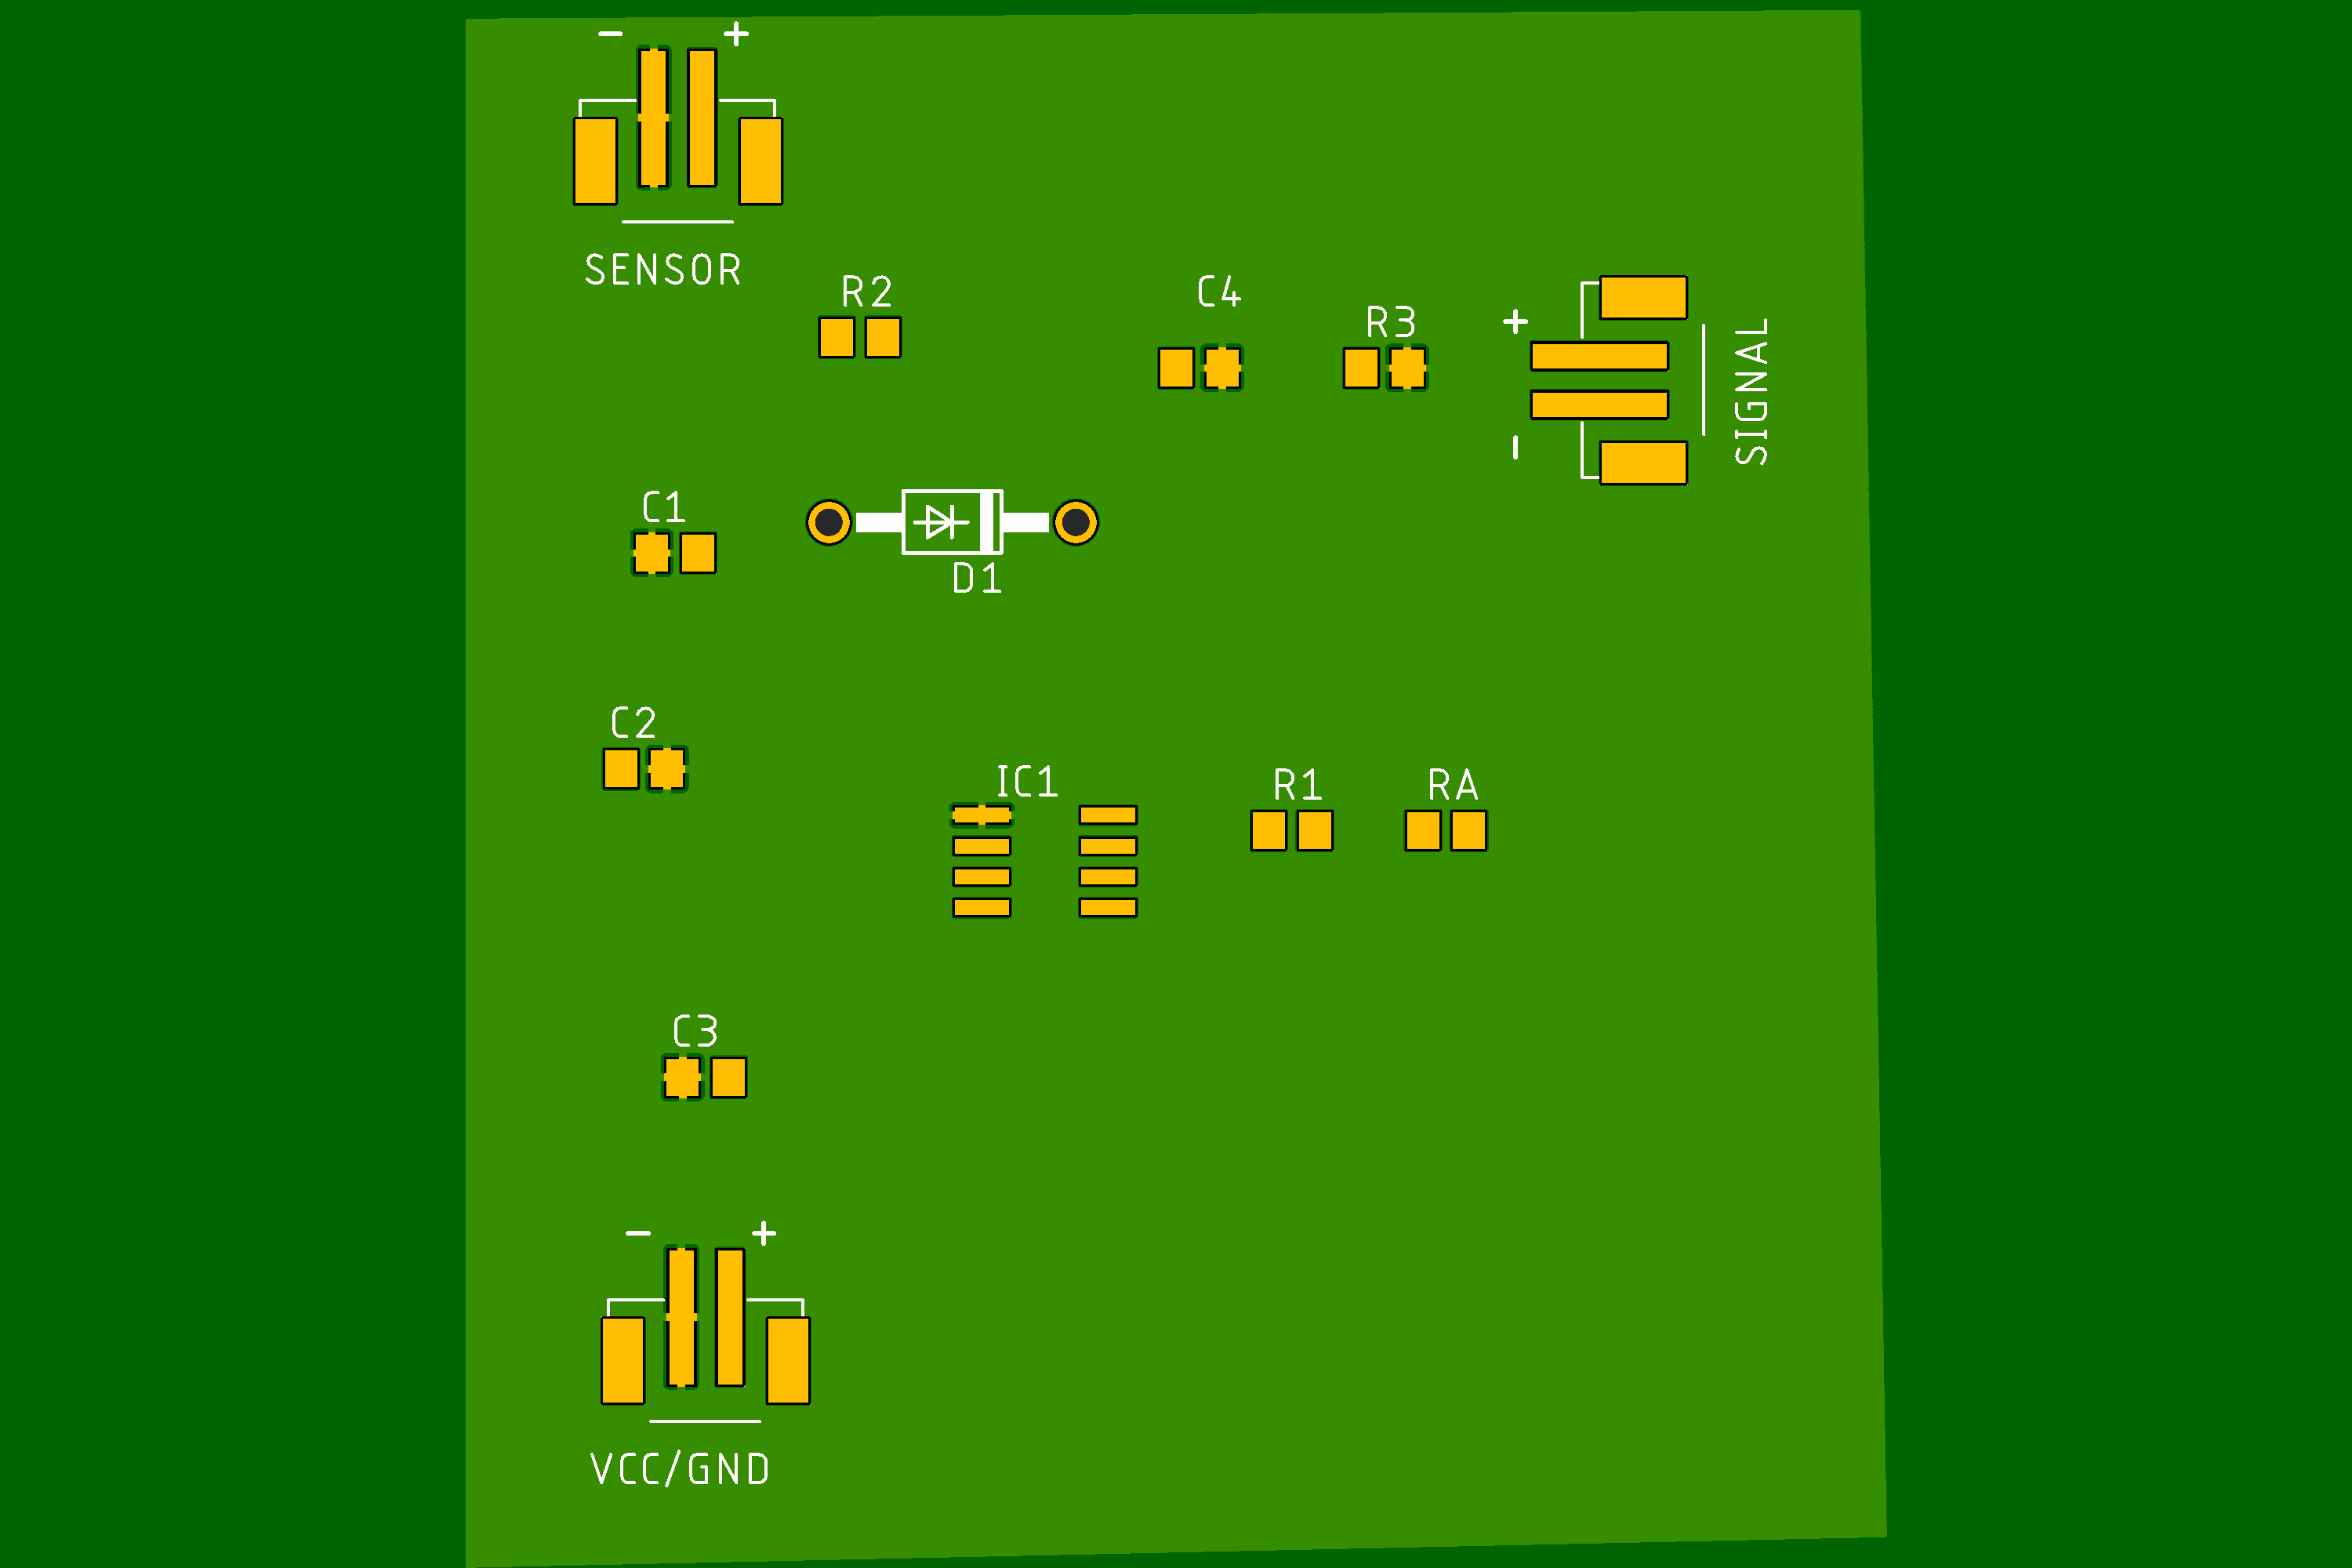 - +
SENSOR
R2
C4
R3
+
-
SIGNAL
C1
D1
C2
IC1
R1
RA
C3
- +
VCC/GND